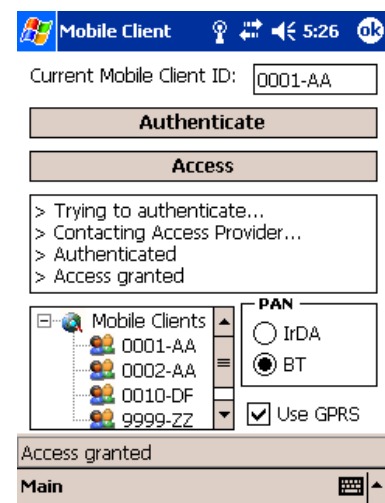 Mobile Client 5:26 ok
Current Mobile Client ID: 0001-AA
Authenticate
Access
> Trying to authenticate...
> Contacting Access Provider...
> Authenticated
> Access granted
Mobile Clients
0001-AA
0002-AA
0010-DF
9999-ZZ
PAN
IrDA
BT
Use GPRS
Access granted
Main